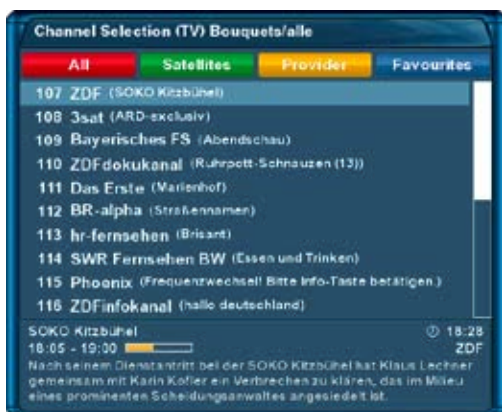 Channel Selection (TV) Bouquets/alle
All Satellites Provider Favourites
107 ZDF (SOKO Kitzbühel)
108 3sat (ARD-exclusiv)
109 Bayerisches FS (Abendschau)
110 ZDFdokukanal (Ruhrpott-Schnauzen (13))
111 Das Erste (Marienhof)
112 BR-alpha (Straßennamen)
113 hr-fernsehen (Brisant)
114 SWR Fernsehen BW (Essen und Trinken)
115 Phoenix (Frequenzwechsel! Bitte Info-Taste betätigen.)
116 ZDFinfokanal (hallo deutschland)
SOKO Kitzbühel 18:28
18:05 - 19:00 ZDF
Nach seinem Dienstantritt bei der SOKO Kitzbühel hat Klaus Lechner
gemeinsam mit Karin Kofler ein Verbrechen zu klären, das im Milieu
eines prominenten Scheidungsanwaltes angesiedelt ist.